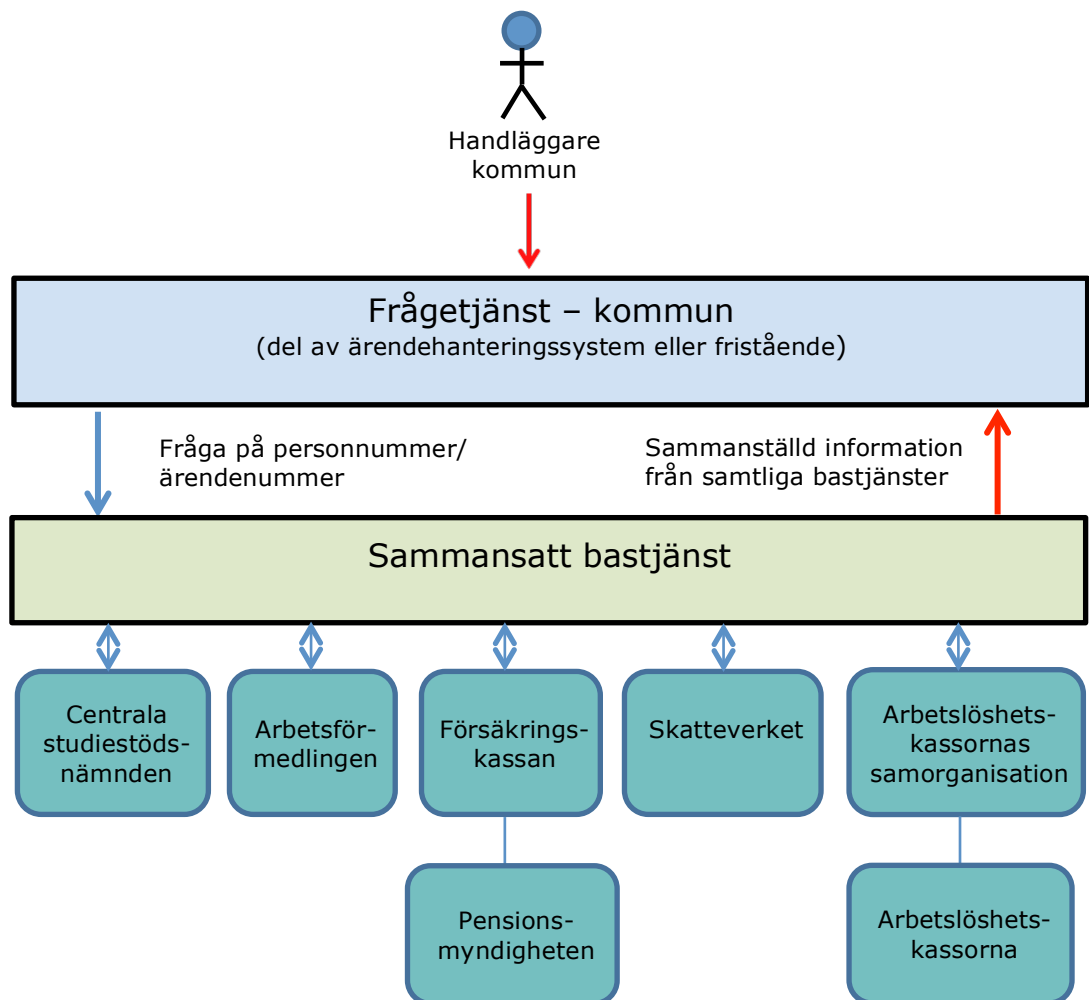 Handläggare
kommun
Frågetjänst – kommun
(del av ärendehanteringssystem eller fristående)
Fråga på personnummer/
ärendenummer
Sammanställd information
från samtliga bastjänster
Sammansatt bastjänst
Centrala
studiestöds-
nämnden
Arbetsför-
medlingen
Försäkrings-
kassan
Skatteverket
Arbetslöshets-
kassornas
samorganisation
Pensions-
myndigheten
Arbetslöshets-
kassorna